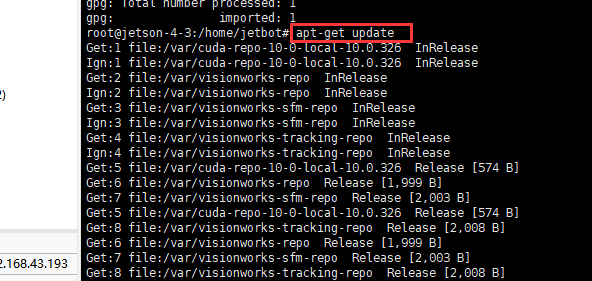 gpg: Total number processed: 1
gpg:               imported: 1
root@jetson-4-3:/home/jetbot# apt-get update
Get:1 file:/var/cuda-repo-10-0-local-10.0.326  InRelease
Ign:1 file:/var/cuda-repo-10-0-local-10.0.326  InRelease
Get:2 file:/var/visionworks-repo  InRelease
Ign:2 file:/var/visionworks-repo  InRelease
Get:3 file:/var/visionworks-sfm-repo  InRelease
Ign:3 file:/var/visionworks-sfm-repo  InRelease
Get:4 file:/var/visionworks-tracking-repo  InRelease
Ign:4 file:/var/visionworks-tracking-repo  InRelease
Get:5 file:/var/cuda-repo-10-0-local-10.0.326  Release [574 B]
Get:6 file:/var/visionworks-repo  Release [1,999 B]
Get:7 file:/var/visionworks-sfm-repo  Release [2,003 B]
Get:5 file:/var/cuda-repo-10-0-local-10.0.326  Release [574 B]
Get:8 file:/var/visionworks-tracking-repo  Release [2,008 B]
Get:6 file:/var/visionworks-repo  Release [1,999 B]
Get:7 file:/var/visionworks-sfm-repo  Release [2,003 B]
Get:8 file:/var/visionworks-tracking-repo  Release [2,008 B]
2)
2.168.43.193